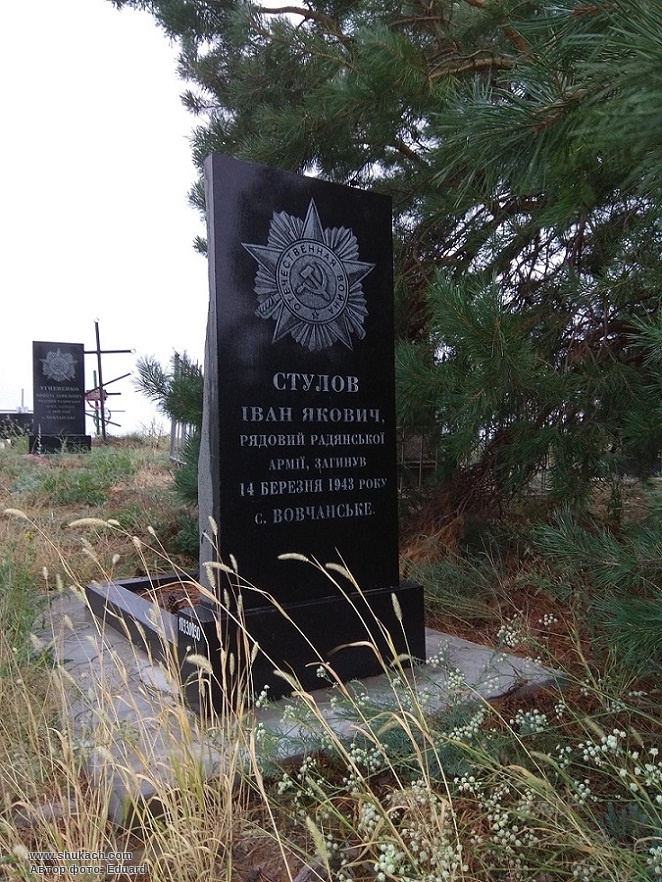 ОТЕЧЕСТВЕННАЯ ВОЙНА
СТУЛОВ
ІВАН ЯКОВИЧ,
РЯДОВИЙ РАДЯНСЬКОЇ
АРМІЇ, ЗАГИНУВ
14 БЕРЕЗНЯ 1943 РОКУ
С. ВОВЧАНСЬКЕ.
www.shukach.com
Автор фото: Eduard